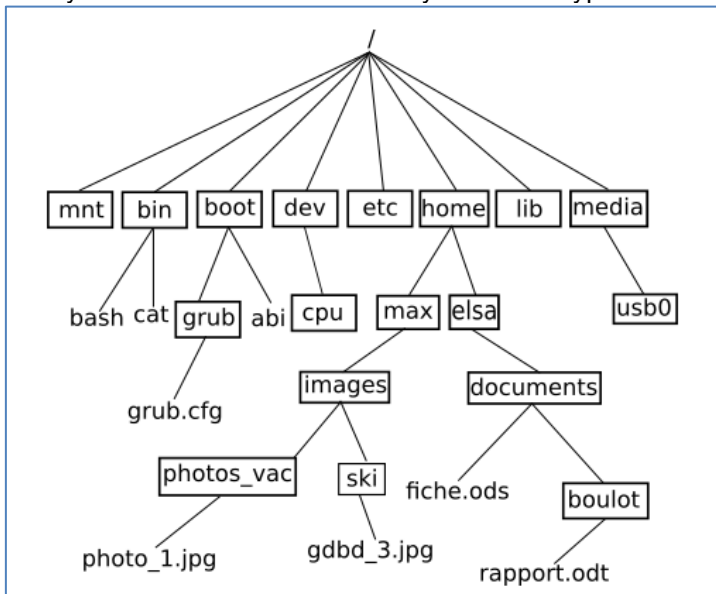 /
mnt bin boot dev etc home lib media
bash cat grub abi cpu max elsa usb0
grub.cfg images documents
photos_vac ski fiche.ods boulot
photo_1.jpg gdbd_3.jpg rapport.odt